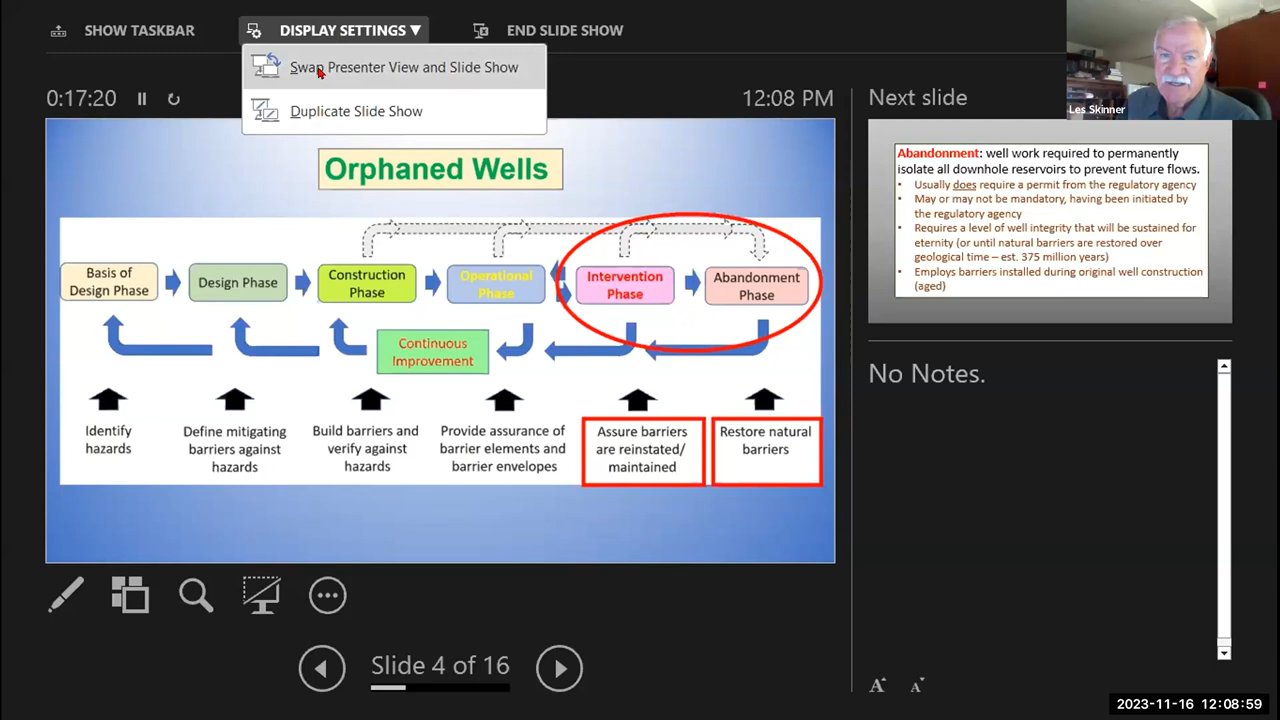 SHOW TASKBAR
DISPLAY SETTINGS ▼
END SLIDE SHOW
Swap Presenter View and Slide Show
Duplicate Slide Show
0:17:20
12:08 PM
Next slide
Les Skinner
Orphaned Wells
Basis of
Design Phase
Design Phase
Construction
Phase
Operational
Phase
Intervention
Phase
Abandonment
Phase
Continuous
Improvement
Identify
hazards
Define mitigating
barriers against
hazards
Build barriers and
verify against
hazards
Provide assurance of
barrier elements and
barrier envelopes
Assure barriers
are reinstated/
maintained
Restore natural
barriers
Abandonment: well work required to permanently
isolate all downhole reservoirs to prevent future flows.
• Usually does require a permit from the regulatory agency
• May or may not be mandatory, having been initiated by
the regulatory agency
• Requires a level of well integrity that will be sustained for
eternity (or until natural barriers are restored over
geological time – est. 375 million years)
• Employs barriers installed during original well construction
(aged)
No Notes.
Slide 4 of 16
A A
2023-11-16 12:08:59